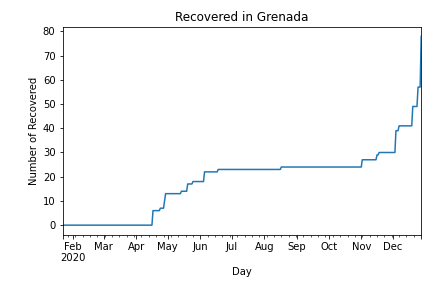 Recovered in Grenada
Number of Recovered
80
70
60
50
40
30
20
10
0
Feb Mar Apr May Jun Jul Aug Sep Oct Nov Dec
2020
Day